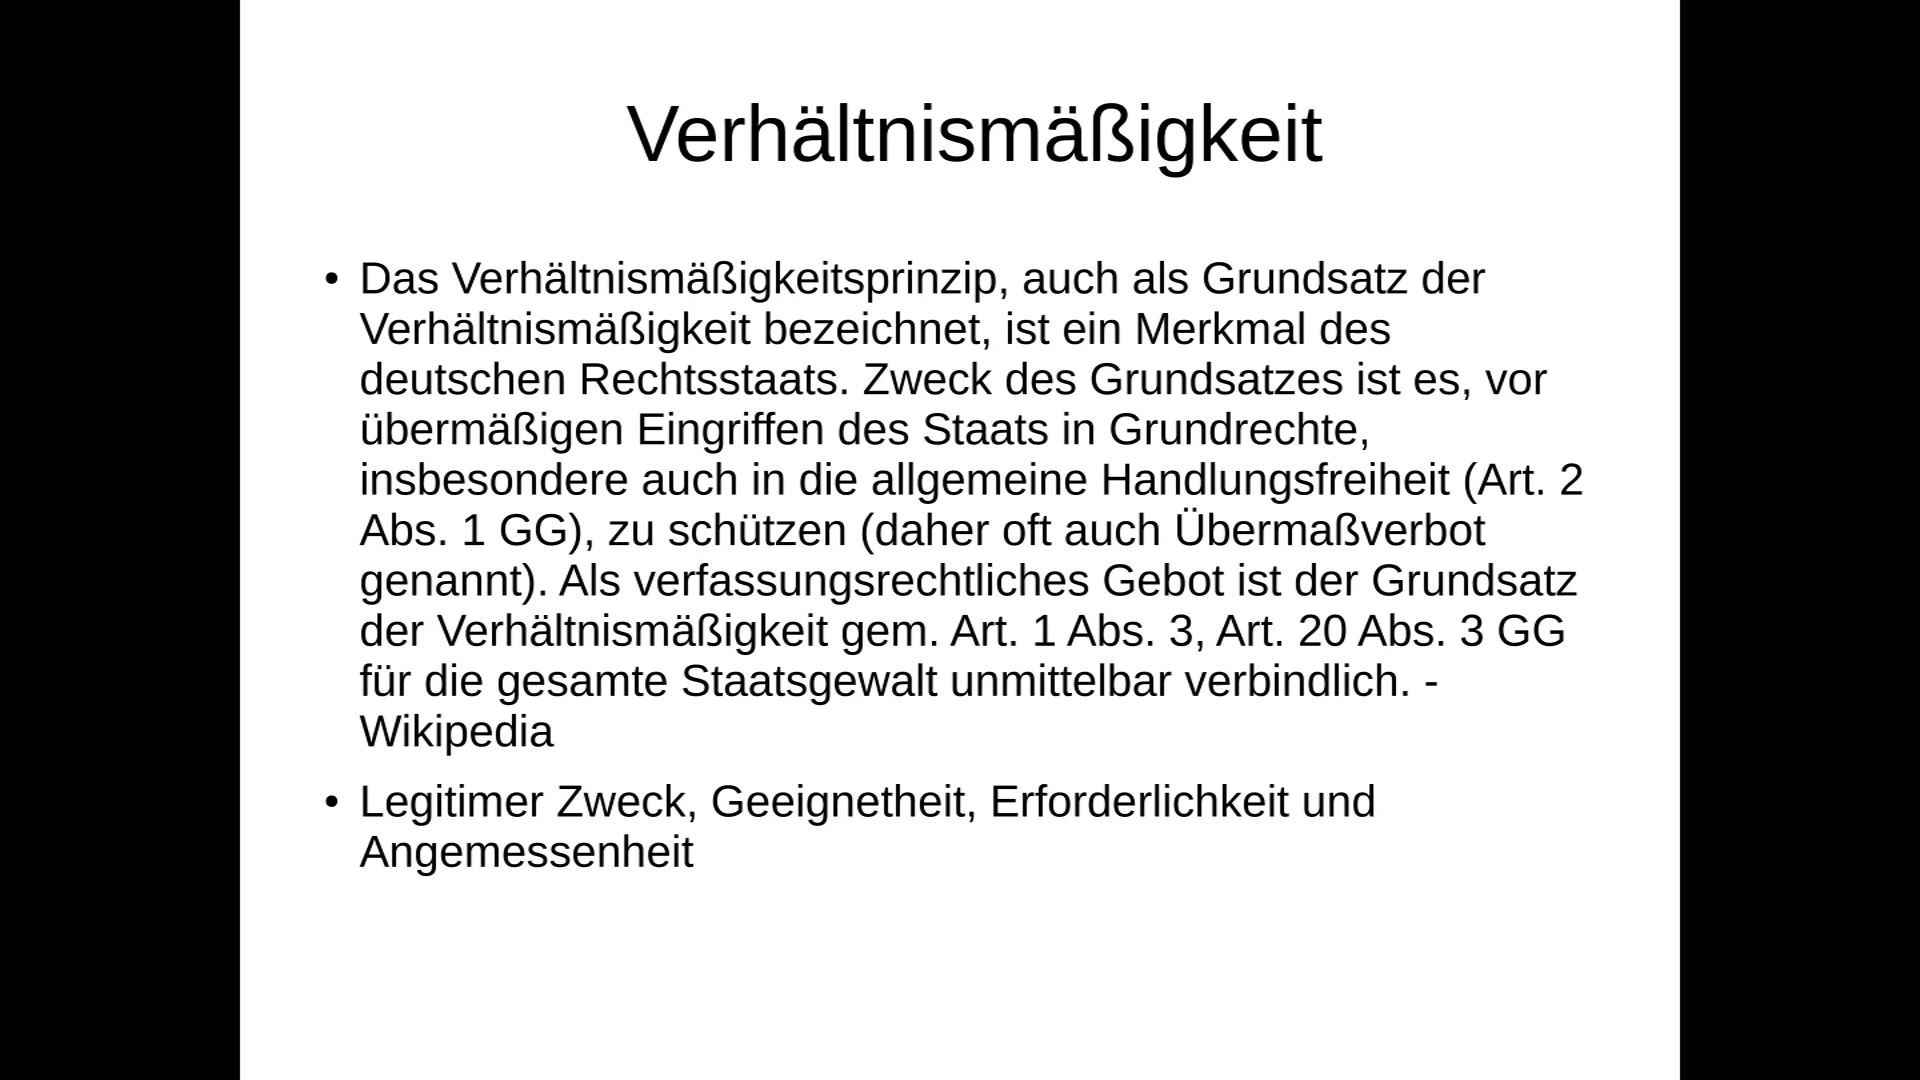 Verhältnismäßigkeit
• Das Verhältnismäßigkeitsprinzip, auch als Grundsatz der
Verhältnismäßigkeit bezeichnet, ist ein Merkmal des
deutschen Rechtsstaats. Zweck des Grundsatzes ist es, vor
übermäßigen Eingriffen des Staats in Grundrechte,
insbesondere auch in die allgemeine Handlungsfreiheit (Art. 2
Abs. 1 GG), zu schützen (daher oft auch Übermaßverbot
genannt). Als verfassungsrechtliches Gebot ist der Grundsatz
der Verhältnismäßigkeit gem. Art. 1 Abs. 3, Art. 20 Abs. 3 GG
für die gesamte Staatsgewalt unmittelbar verbindlich. -
Wikipedia
• Legitimer Zweck, Geeignetheit, Erforderlichkeit und
Angemessenheit